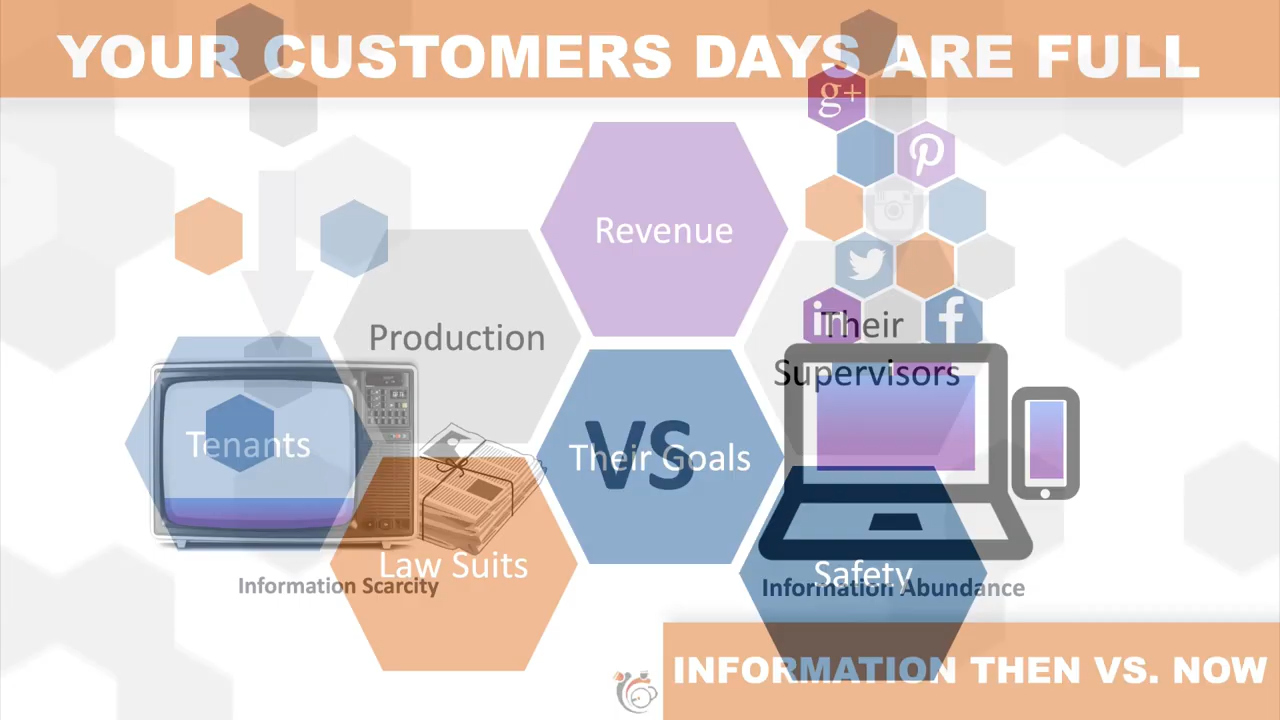 YOUR CUSTOMERS DAYS ARE FULL
g+
Revenue
Production
in
f
Their
Supervisors
Tenants
VS
Their Goals
Law Suits
Safety
Information Scarcity
Information Abundance
INFORMATION THEN VS. NOW